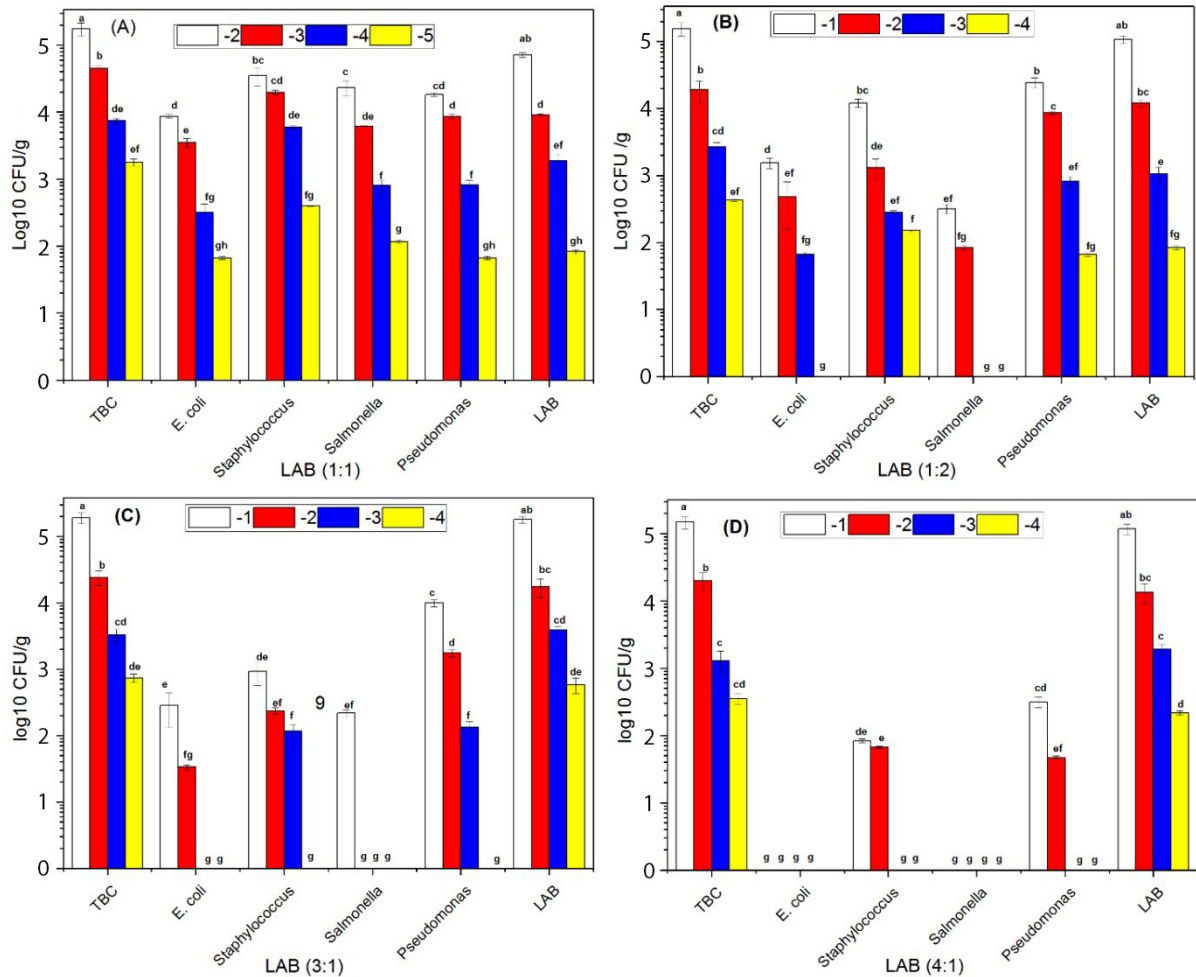 (A)
-2 -3 -4 -5
Log10 CFU/g
5
4
3
2
1
0
a b de ef
d e fg gh
bc cd de fg
c de f g
cd d f gh
ab d ef gh
TBC E. coli Staphylococcus Salmonella Pseudomonas LAB
LAB (1:1)
(B)
-1 -2 -3 -4
Log10 CFU /g
5
4
3
2
1
0
a b cd ef
d ef fg g
bc de ef f
ef fg g g
b c ef fg
ab bc e fg
TBC E. coli Staphylococcus Salmonella Pseudomonas LAB
LAB (1:2)
(C)
-1 -2 -3 -4
log10 CFU/g
5
4
3
2
1
0
a b cd de
e fg g g
de ef f g
9
ef g g g
c d f g
ab bc cd de
TBC E. coli Staphylococcus Salmonella Pseudomonas LAB
LAB (3:1)
(D)
-1 -2 -3 -4
log10 CFU/g
5
4
3
2
1
0
a b c cd
g g g g
de e g g
g g g g
cd ef g g
ab bc c d
TBC E. coli Staphylococcus Salmonella Pseudomonas LAB
LAB (4:1)